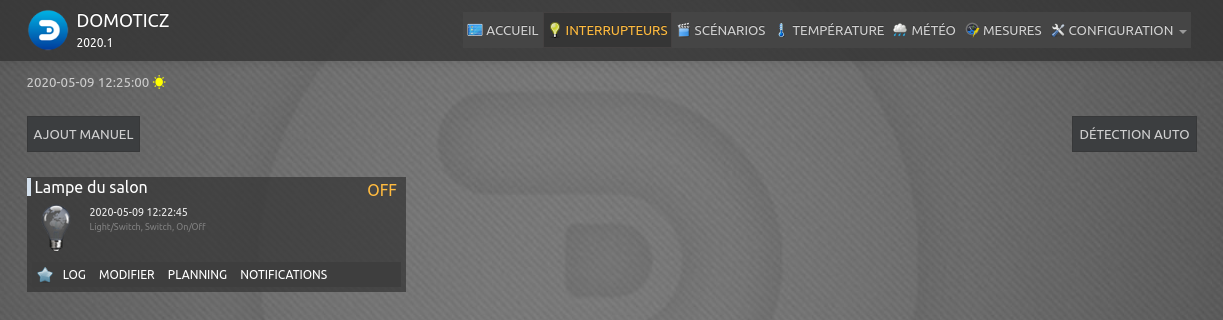 DOMOTICZ
2020.1
ACCUEIL INTERRUPTEURS SCÉNARIOS TEMPÉRATURE MÉTÉO MESURES CONFIGURATION
2020-05-09 12:25:00
AJOUT MANUEL DÉTECTION AUTO
Lampe du salon OFF
2020-05-09 12:22:45
Light/Switch, Switch, On/Off
LOG MODIFIER PLANNING NOTIFICATIONS